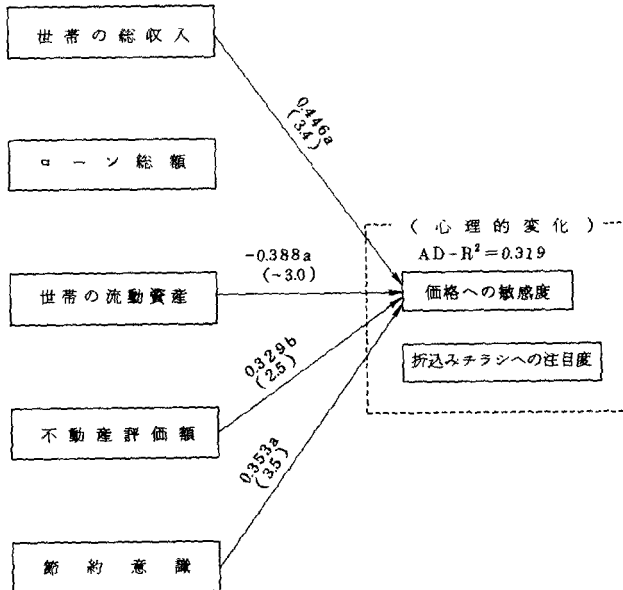 世帯の総収入
0.446a
(3.4)
ローン総額
(心理的変化)
AD-R²=0.319
-0.388a
(-3.0)
世帯の流動資産
価格への敏感度
0.329b
(2.5)
折込みチラシへの注目度
不動産評価額
0.353a
(3.5)
節約意識